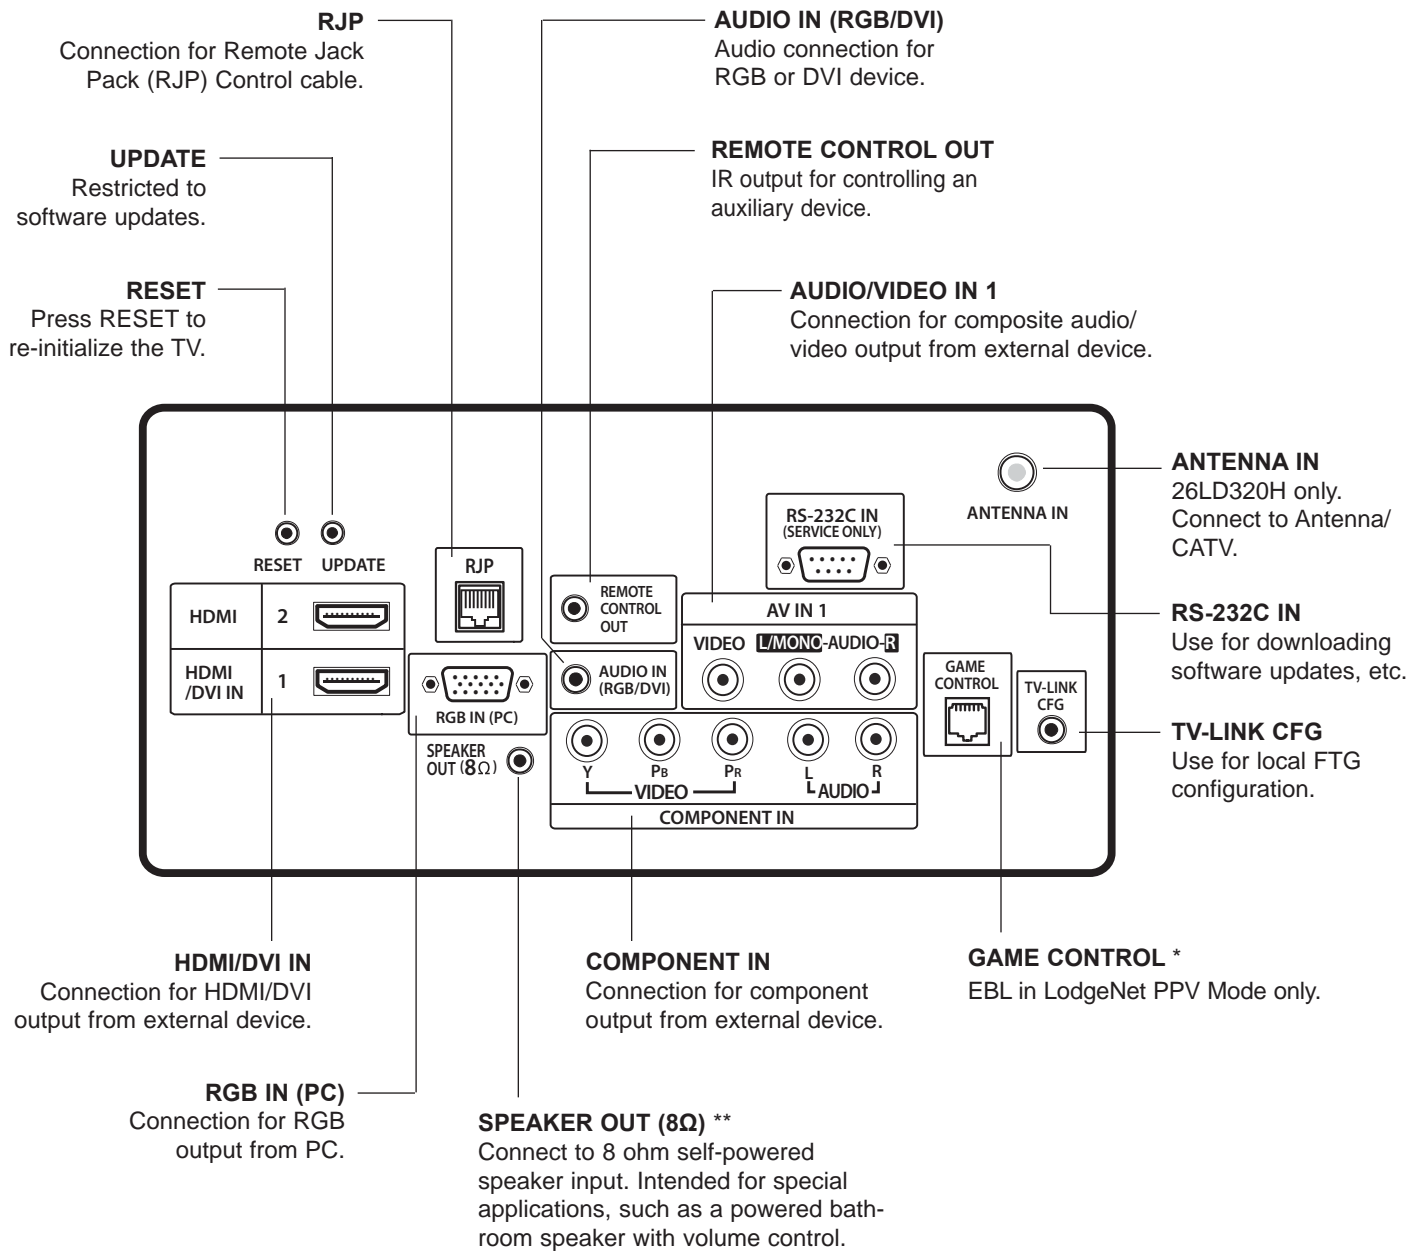 RJP
Connection for Remote Jack
Pack (RJP) Control cable.
AUDIO IN (RGB/DVI)
Audio connection for
RGB or DVI device.
UPDATE
Restricted to
software updates.
REMOTE CONTROL OUT
IR output for controlling an
auxiliary device.
RESET
Press RESET to
re-initialize the TV.
AUDIO/VIDEO IN 1
Connection for composite audio/
video output from external device.
ANTENNA IN
26LD320H only.
Connect to Antenna/
CATV.
RS-232C IN
Use for downloading
software updates, etc.
TV-LINK CFG
Use for local FTG
configuration.
ANTENNA IN
RS-232C IN
(SERVICE ONLY)
RESET
UPDATE
RJP
HDMI
2
HDMI
/DVI IN
1
REMOTE
CONTROL
OUT
AV IN 1
VIDEO
L/MONO-AUDIO-R
AUDIO IN
(RGB/DVI)
GAME
CONTROL
TV-LINK
CFG
RGB IN (PC)
SPEAKER
OUT (8Ω)
Y
PB
PR
L
R
VIDEO
AUDIO
COMPONENT IN
HDMI/DVI IN
Connection for HDMI/DVI
output from external device.
COMPONENT IN
Connection for component
output from external device.
GAME CONTROL *
EBL in LodgeNet PPV Mode only.
RGB IN (PC)
Connection for RGB
output from PC.
SPEAKER OUT (8Ω) **
Connect to 8 ohm self-powered
speaker input. Intended for special
applications, such as a powered bath-
room speaker with volume control.